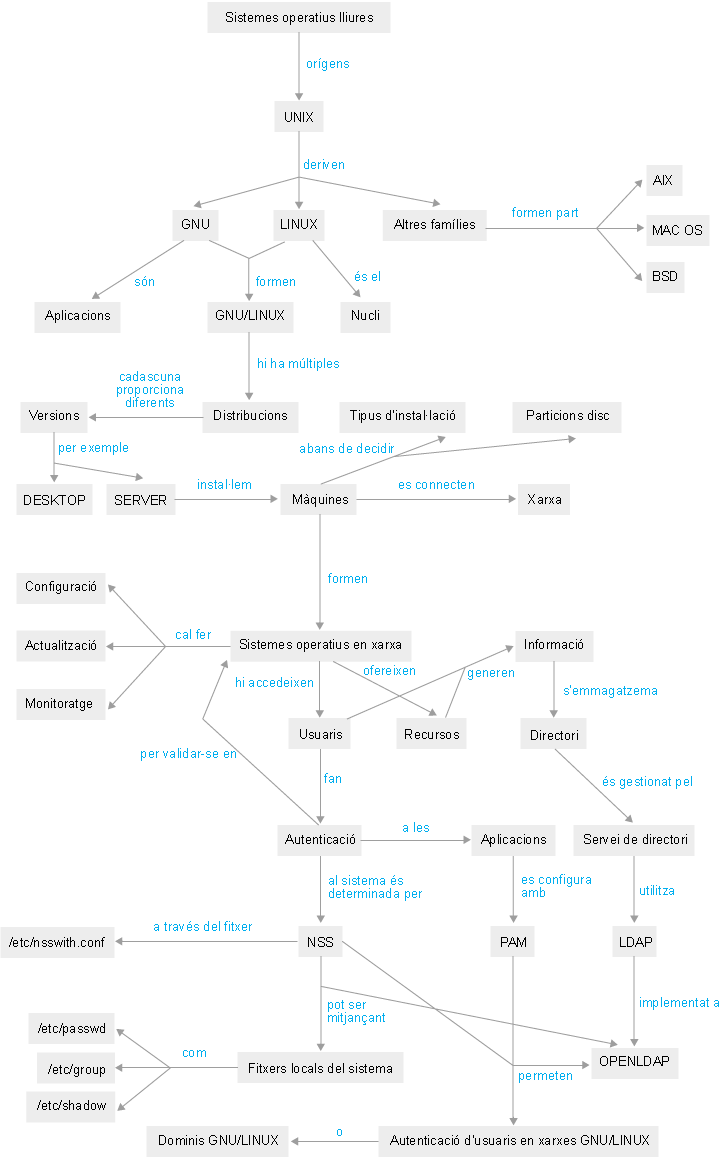 Sistemes operatius lliures
orígens
UNIX
deriven
GNU
LINUX
Altres famílies
formen part
AIX
MAC OS
BSD
són
formen
és el
Aplicacions
GNU/LINUX
Nucli
hi ha múltiples
cadascuna
proporciona
diferents
Versions
Distribucions
Tipus d'instal·lació
Particions disc
per exemple
abans de decidir
DESKTOP
SERVER
instal·lem
Màquines
es connecten
Xarxa
formen
Configuració
Actualització
Monitoratge
cal fer
Sistemes operatius en xarxa
Informació
hi accedeixen
ofereixen
generen
s'emmagatzema
Usuaris
Recursos
Directori
per validar-se en
fan
és gestionat pel
Autenticació
a les
Aplicacions
Servei de directori
al sistema és
determinada per
es configura
amb
utilitza
/etc/nsswith.conf
a través del fitxer
NSS
PAM
LDAP
pot ser
mitjançant
implementat a
/etc/passwd
/etc/group
/etc/shadow
com
Fitxers locals del sistema
permeten
OPENLDAP
Dominis GNU/LINUX
o
Autenticació d'usuaris en xarxes GNU/LINUX